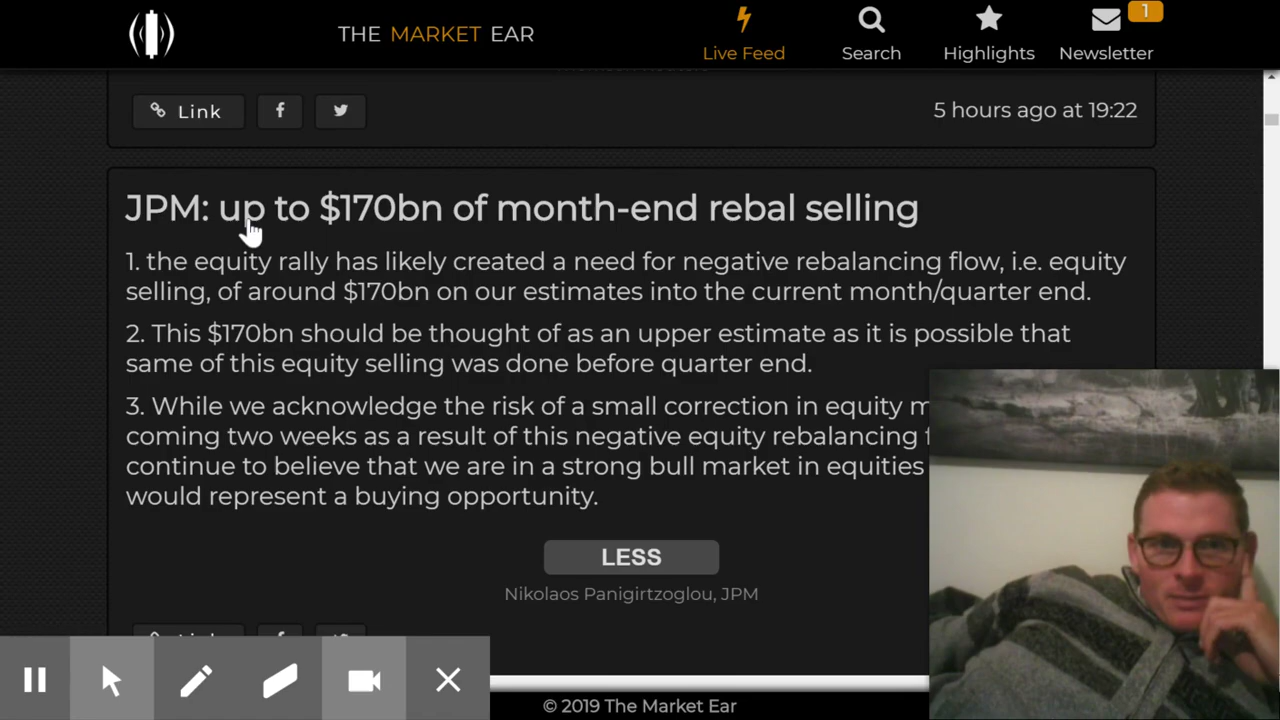 THE MARKET EAR
Live Feed
Search
Highlights
1
Newsletter
Link
5 hours ago at 19:22
JPM: up to $170bn of month-end rebal selling
1. the equity rally has likely created a need for negative rebalancing flow, i.e. equity
selling, of around $170bn on our estimates into the current month/quarter end.
2. This $170bn should be thought of as an upper estimate as it is possible that
same of this equity selling was done before quarter end.
3. While we acknowledge the risk of a small correction in equity
coming two weeks as a result of this negative equity rebalancing
continue to believe that we are in a strong bull market in equities
would represent a buying opportunity.
LESS
Nikolaos Panigirtzoglou, JPM
© 2019 The Market Ear